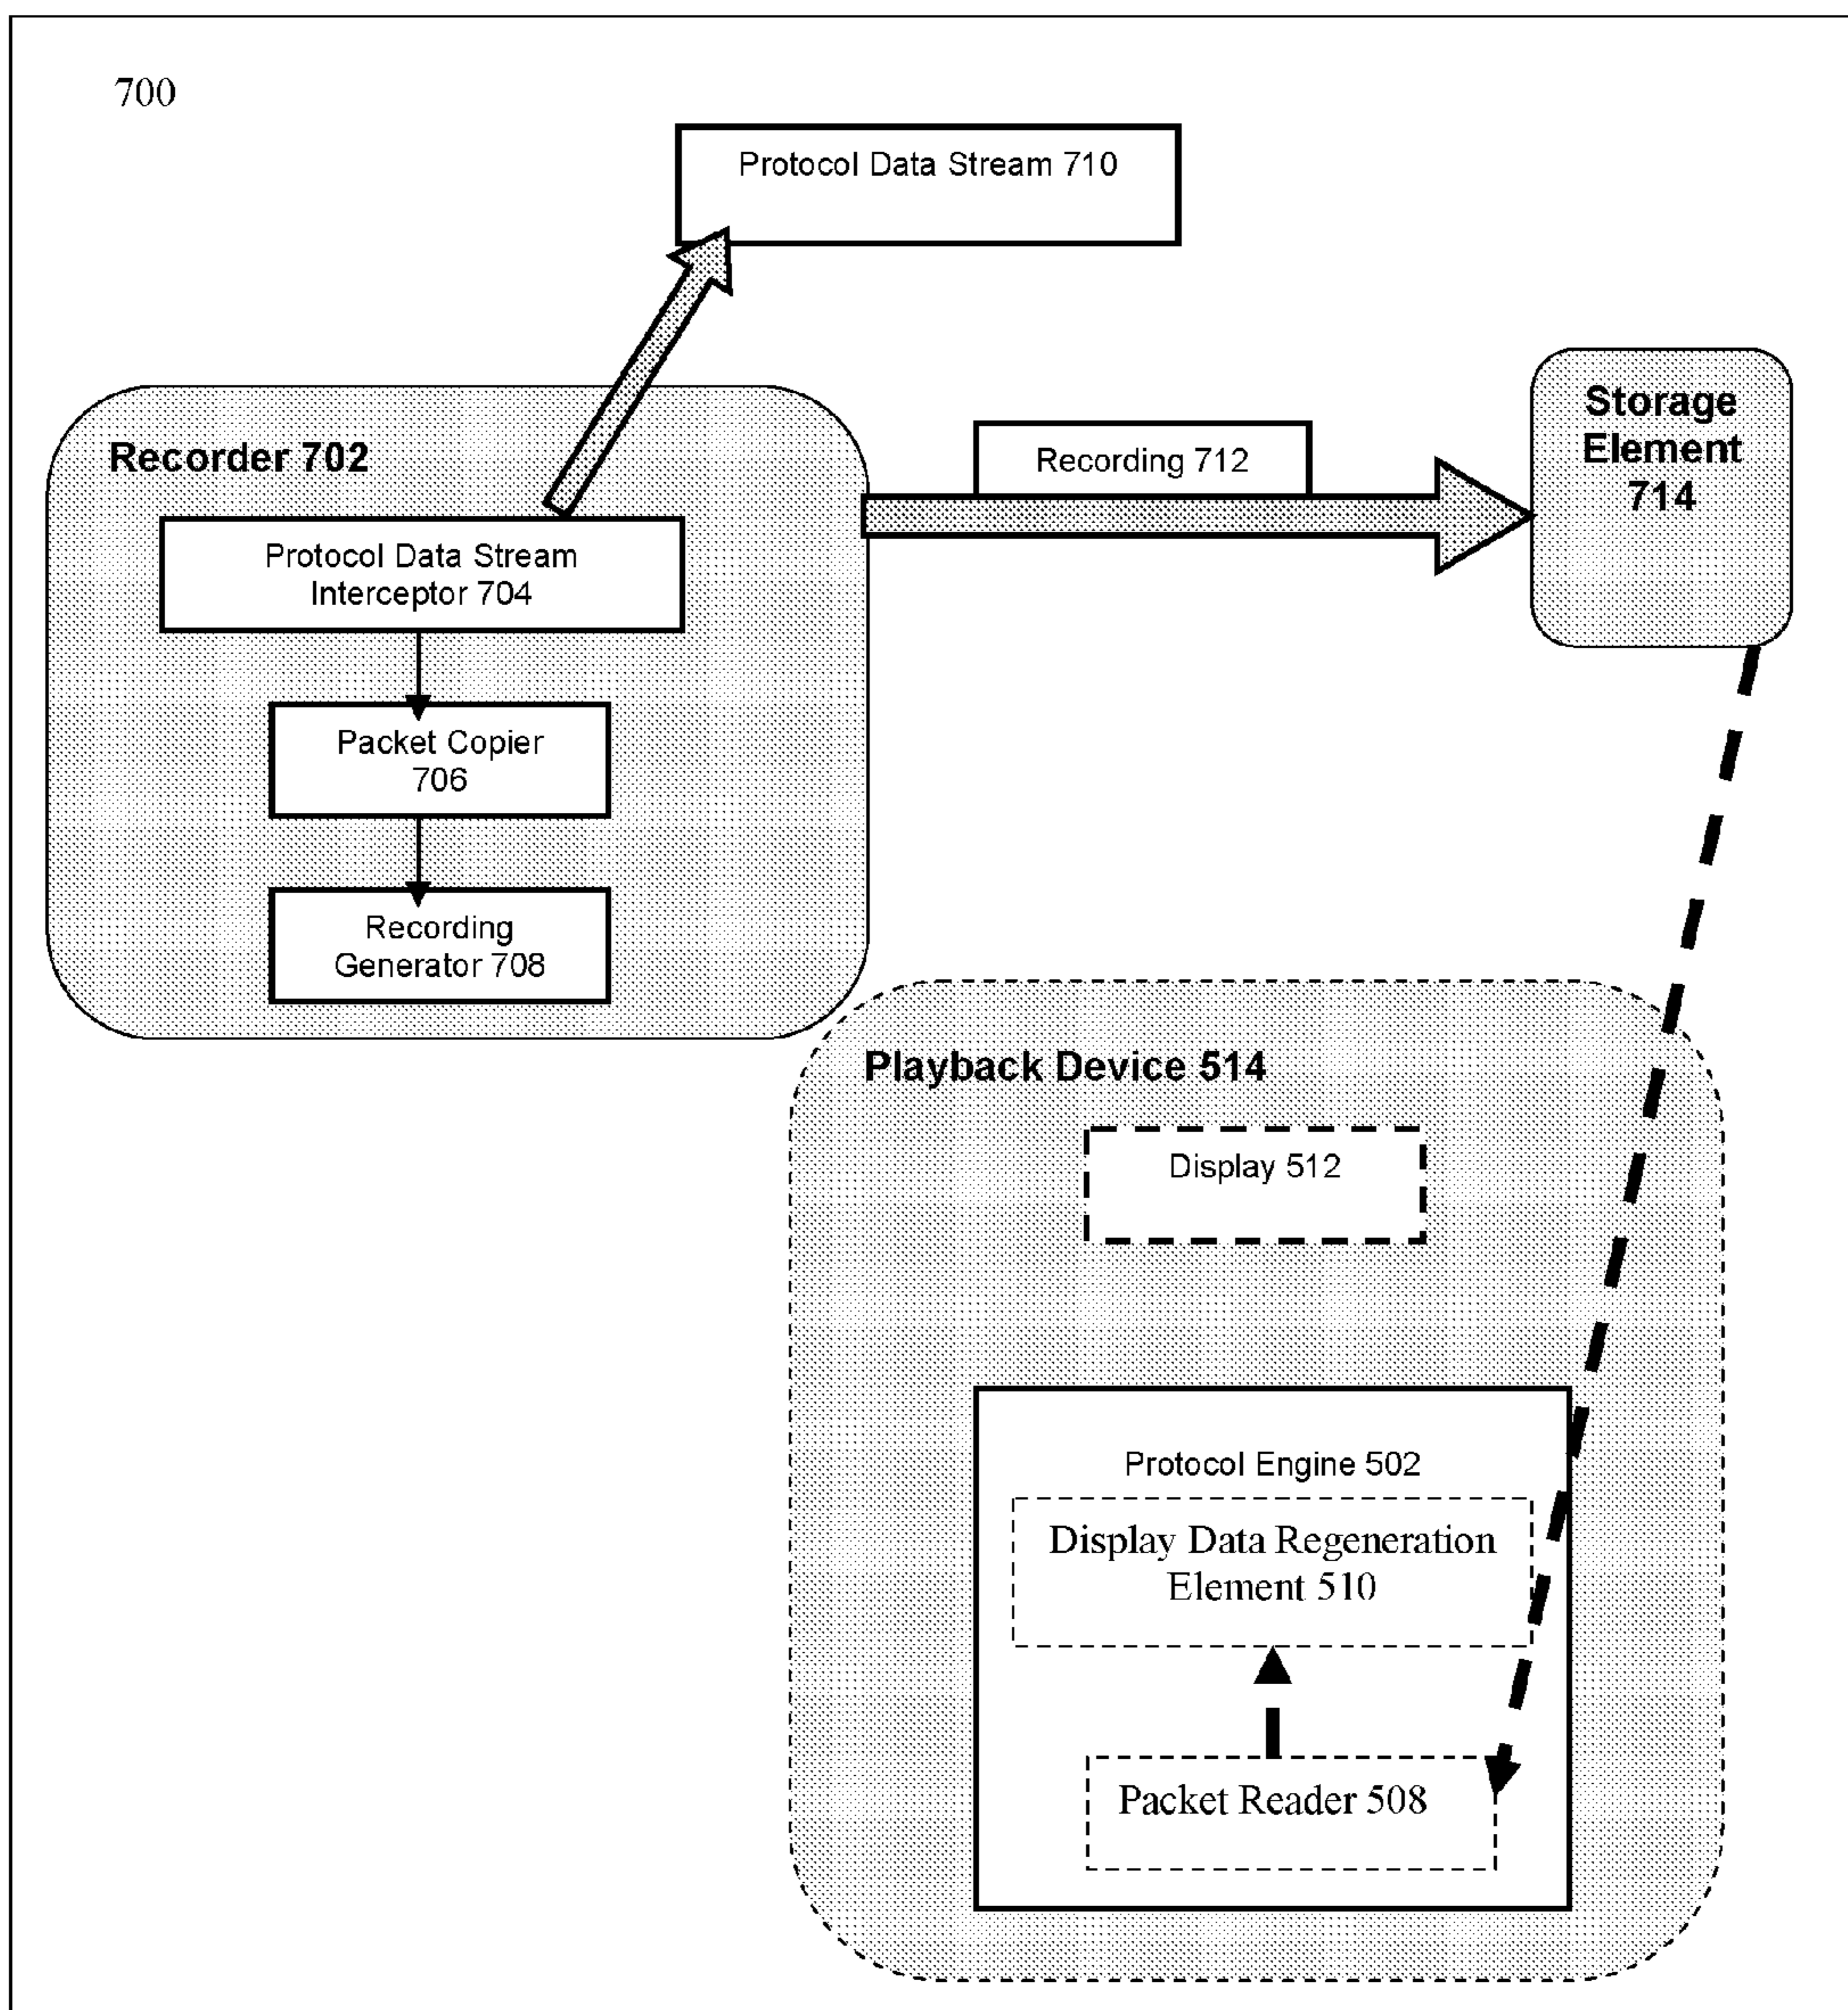 700
Protocol Data Stream 710
Recorder 702
Recording 712
Storage
Element
714
Protocol Data Stream
Interceptor 704
Packet Copier
706
Recording
Generator 708
Playback Device 514
Display 512
Protocol Engine 502
Display Data Regeneration
Element 510
Packet Reader 508